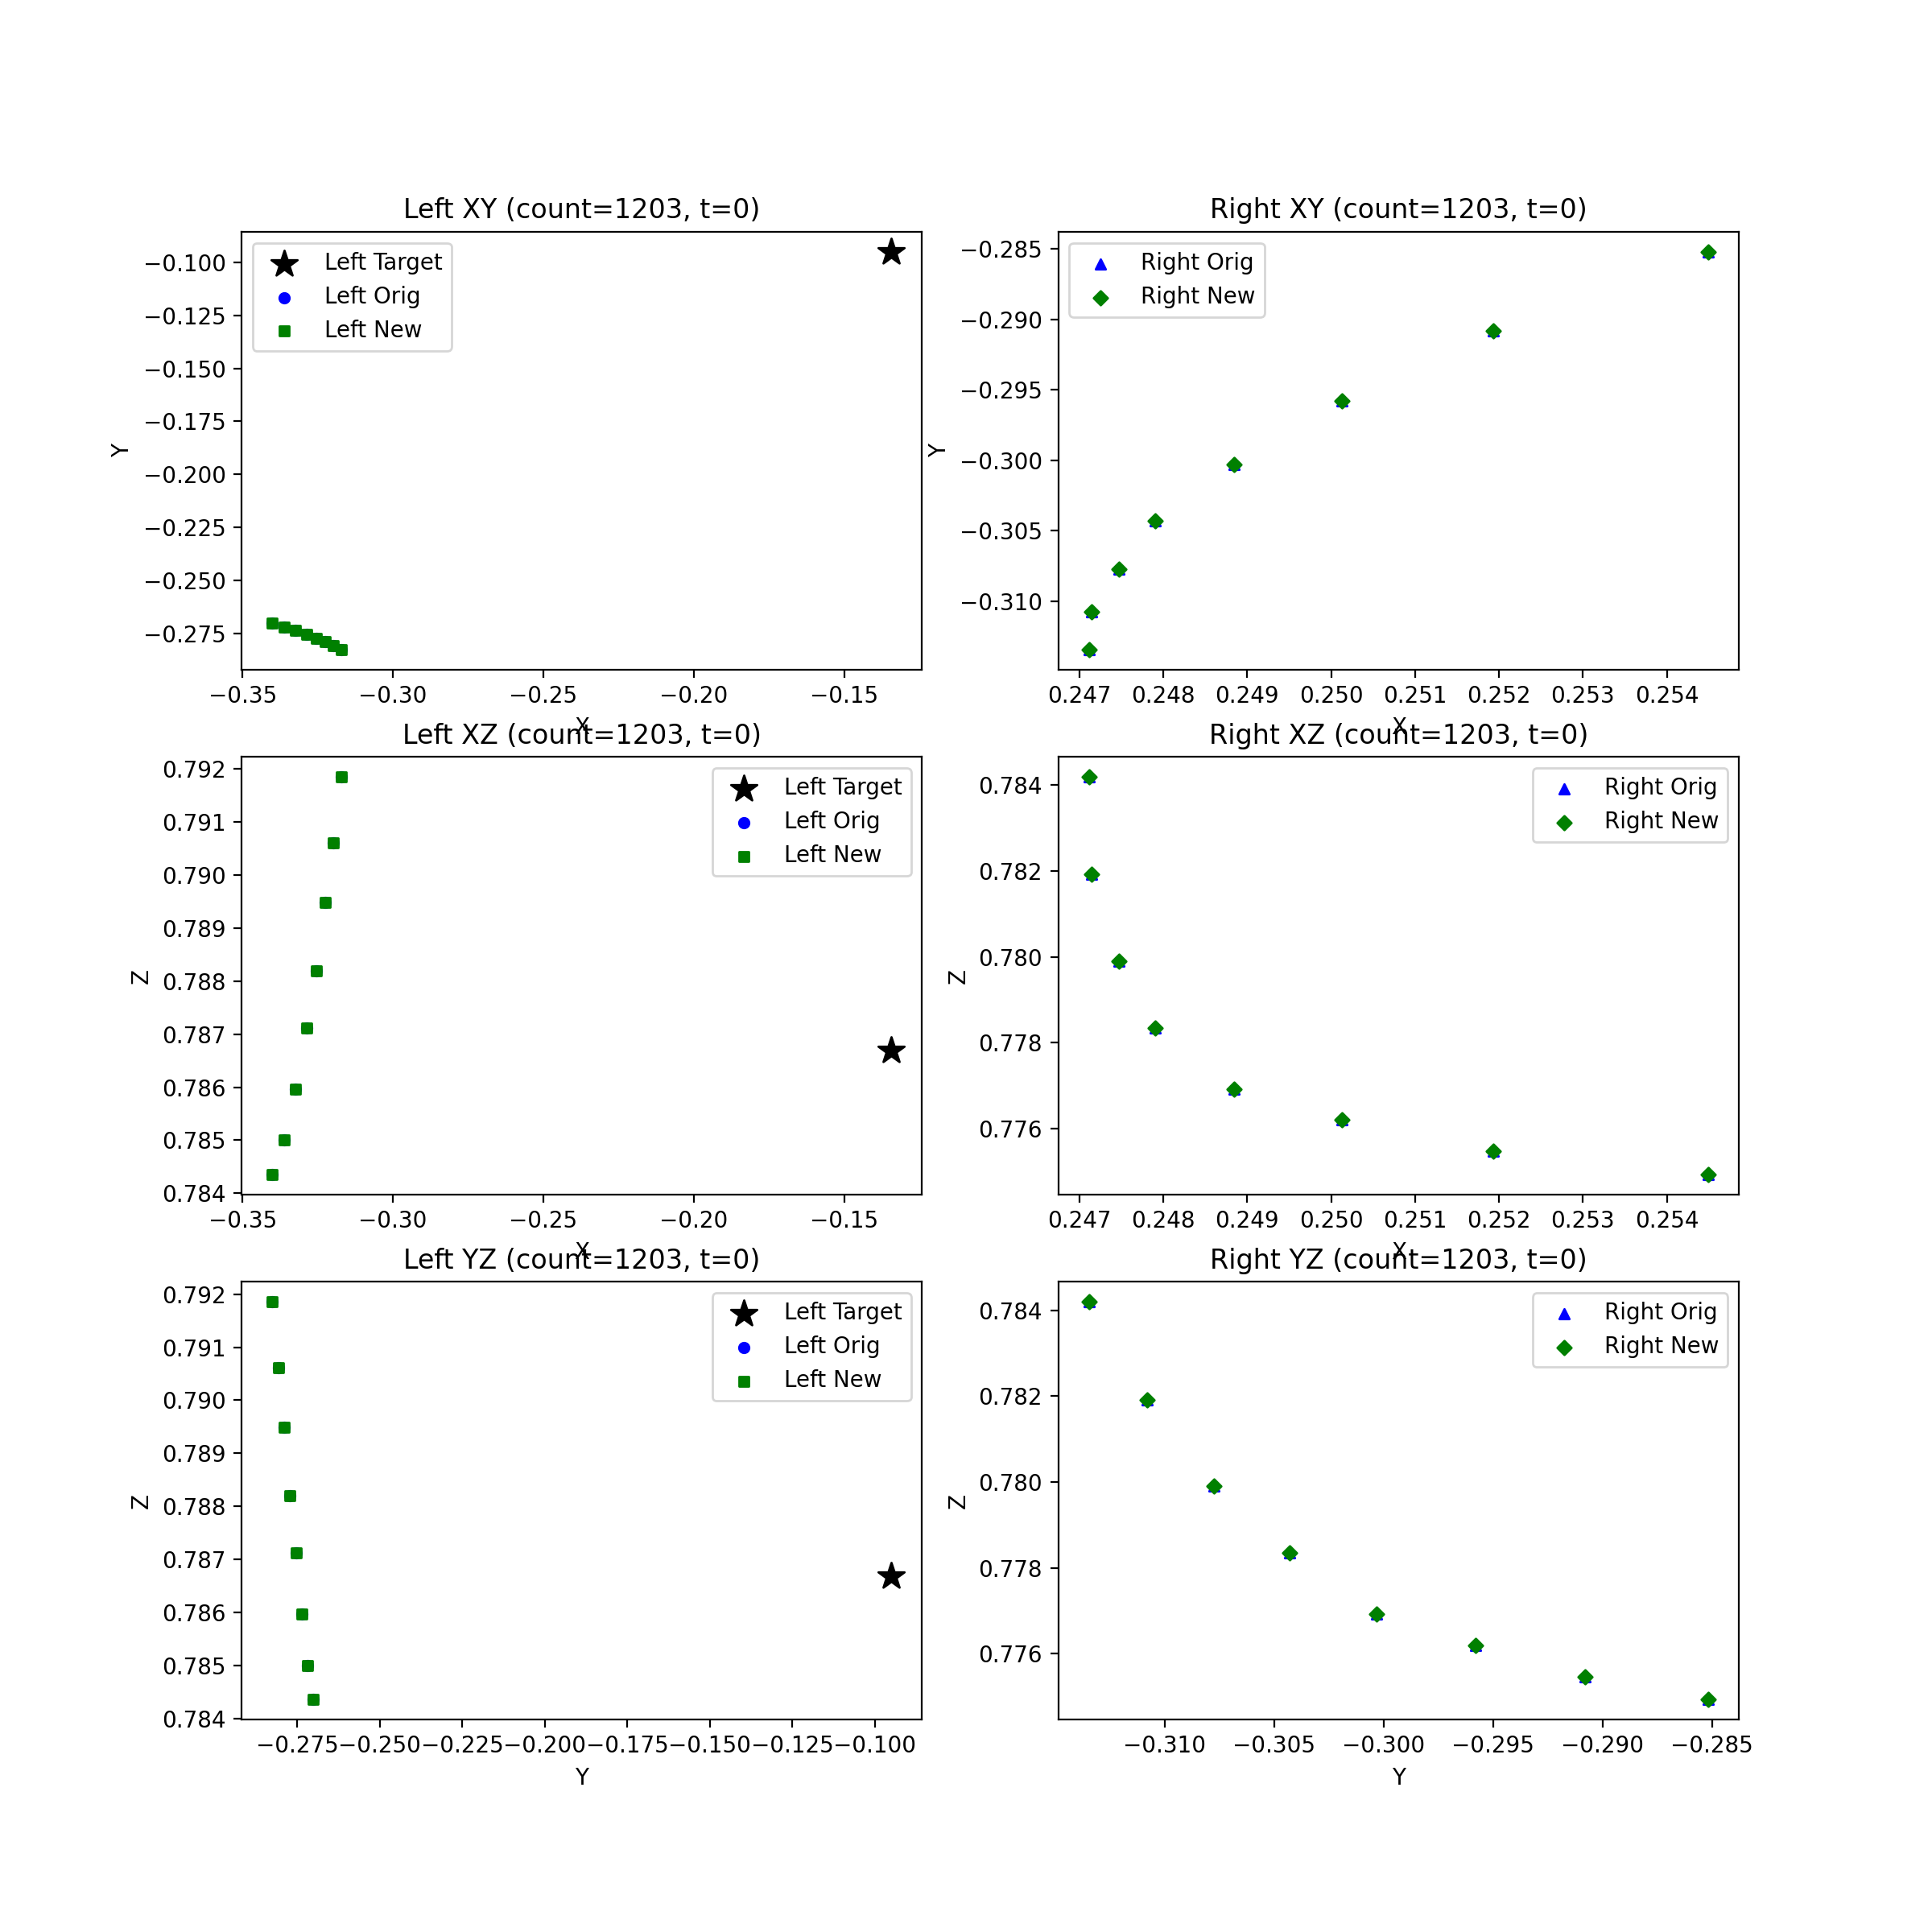 Left XY (count=1203, t=0)
Left Target
Left Orig
Left New
Y
−0.100
−0.125
−0.150
−0.175
−0.200
−0.225
−0.250
−0.275
−0.35 −0.30 −0.25 −0.20 −0.15
X
Right XY (count=1203, t=0)
Right Orig
Right New
Y
−0.285
−0.290
−0.295
−0.300
−0.305
−0.310
0.247 0.248 0.249 0.250 0.251 0.252 0.253 0.254
X
Left XZ (count=1203, t=0)
Left Target
Left Orig
Left New
Z
0.792
0.791
0.790
0.789
0.788
0.787
0.786
0.785
0.784
−0.35 −0.30 −0.25 −0.20 −0.15
X
Right XZ (count=1203, t=0)
Right Orig
Right New
Z
0.784
0.782
0.780
0.778
0.776
0.247 0.248 0.249 0.250 0.251 0.252 0.253 0.254
X
Left YZ (count=1203, t=0)
Left Target
Left Orig
Left New
Z
0.792
0.791
0.790
0.789
0.788
0.787
0.786
0.785
0.784
−0.275 −0.250 −0.225 −0.200 −0.175 −0.150 −0.125 −0.100
Y
Right YZ (count=1203, t=0)
Right Orig
Right New
Z
0.784
0.782
0.780
0.778
0.776
−0.310 −0.305 −0.300 −0.295 −0.290 −0.285
Y